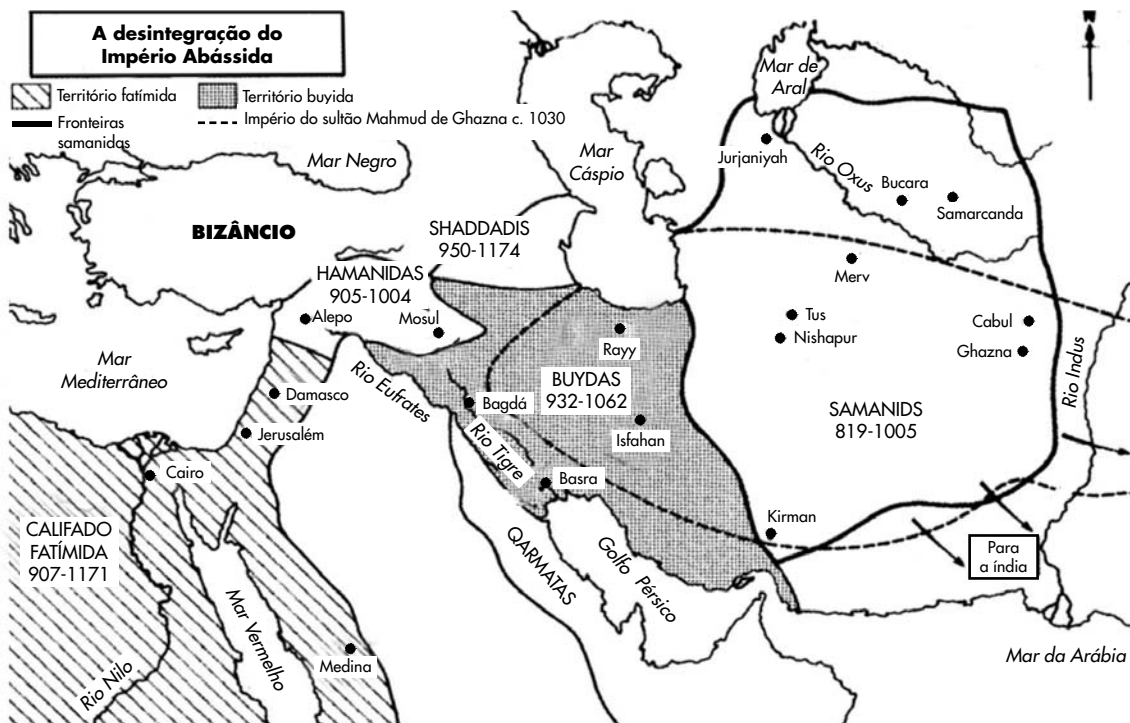 A desintegração do
Império Abássida
Território fatímida
Território buyida
Fronteiras
samanidas
Império do sultão Mahmud de Ghazna c. 1030
N
Mar de
Aral
Mar Negro
Mar
Cáspio
Jurjaniyah
Rio Oxus
Bucara
Samarcanda
BIZÂNCIO
SHADDADIS
950-1174
HAMANIDAS
905-1004
Alepo
Mosul
Merv
Tus
Nishapur
Cabul
Ghazna
Rio Indus
Rayy
Mar
Mediterrâneo
Rio Eufrates
BUYDAS
932-1062
Damasco
Bagdá
Isfahan
SAMANIDS
819-1005
Jerusalém
Rio Tigre
Cairo
Basra
CALIFADO
FATÍMIDA
907-1171
Kirman
QARMATAS
Golfo Pérsico
Para
a índia
Mar Vermelho
Medina
Rio Nilo
Mar da Arábia